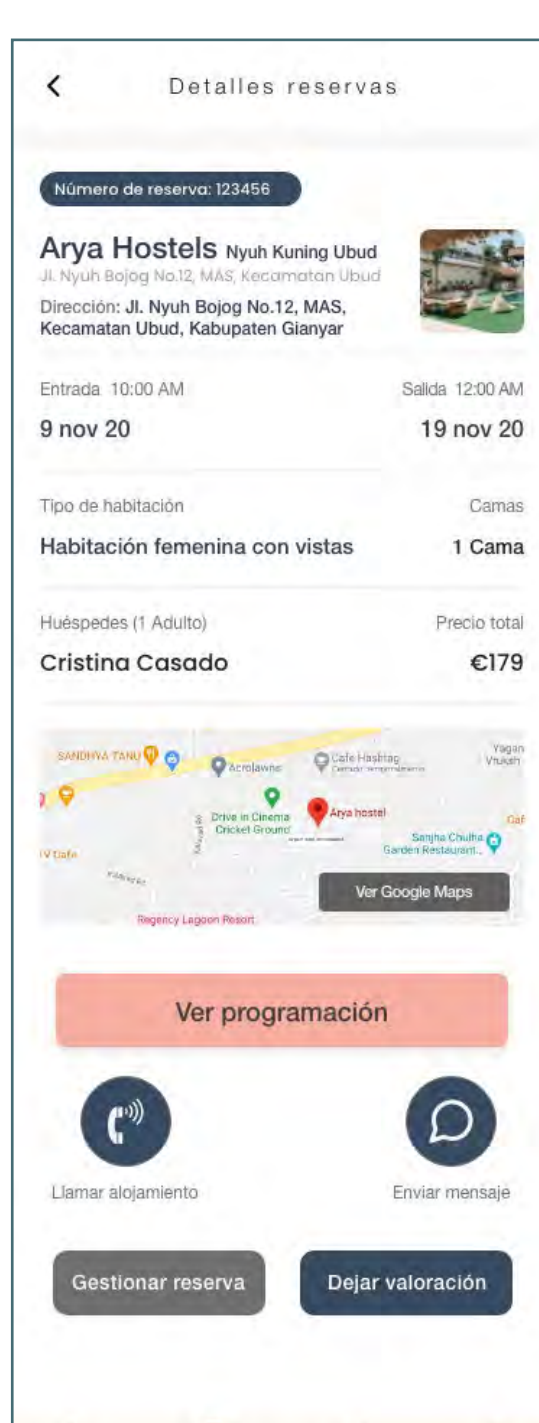 Detalles reservas
Número de reserva: 123456
Arya Hostels Nyuh Kuning Ubud
Jl. Nyuh Bojog No.12, MAS, Kecamatan Ubud
Dirección: Jl. Nyuh Bojog No.12, MAS,
Kecamatan Ubud, Kabupaten Gianyar
Entrada 10:00 AM
Salida 12:00 AM
9 nov 20
19 nov 20
Tipo de habitación
Camas
Habitación femenina con vistas
1 Cama
Huéspedes (1 Adulto)
Precio total
Cristina Casado
€179
SANDHYA TANU
Acrolawns
Cafe Hashtag
Yagan
Vruksh
Drive in Cinema
Cricket Ground
Arya hostel
Sanjha Chulha
Garden Restaurant...
Caf
V Cafe
Ver Google Maps
Regency Lagoon Resort
Ver programación
Llamar alojamiento
Enviar mensaje
Gestionar reserva
Dejar valoración